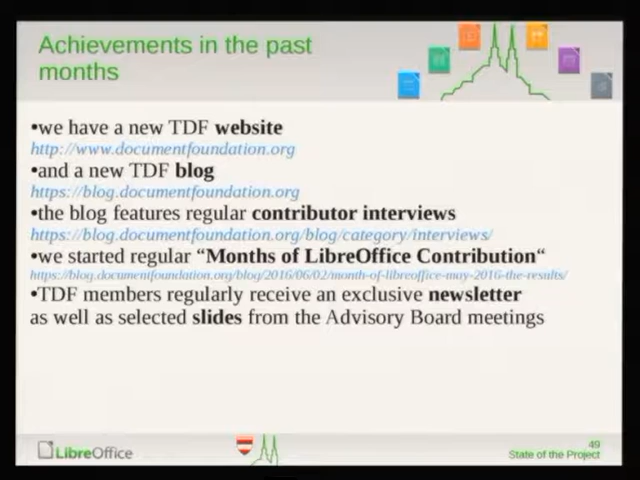 Achievements in the past
months
•we have a new TDF website
http://www.documentfoundation.org
•and a new TDF blog
https://blog.documentfoundation.org
•the blog features regular contributor interviews
https://blog.documentfoundation.org/blog/category/interviews/
•we started regular “Months of LibreOffice Contribution“
https://blog.documentfoundation.org/blog/2016/06/02/month-of-libreoffice-may-2016-the-results/
•TDF members regularly receive an exclusive newsletter
as well as selected slides from the Advisory Board meetings
LibreOffice
49
State of the Project